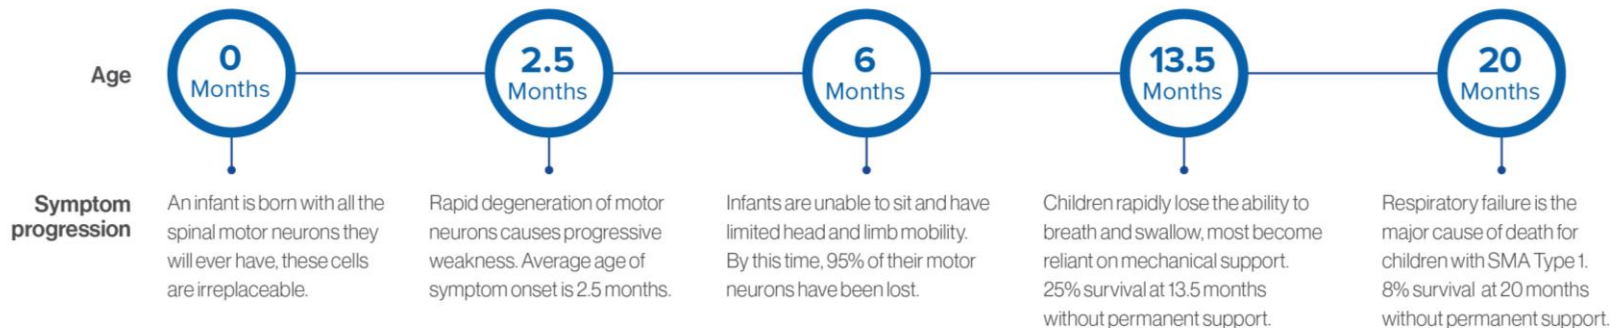 Age
0
Months
2.5
Months
6
Months
13.5
Months
20
Months
Symptom
progression
An infant is born with all the
spinal motor neurons they
will ever have, these cells
are irreplaceable.
Rapid degeneration of motor
neurons causes progressive
weakness. Average age of
symptom onset is 2.5 months.
Infants are unable to sit and have
limited head and limb mobility.
By this time, 95% of their motor
neurons have been lost.
Children rapidly lose the ability to
breath and swallow, most become
reliant on mechanical support.
25% survival at 13.5 months
without permanent support.
Respiratory failure is the
major cause of death for
children with SMA Type 1.
8% survival at 20 months
without permanent support.